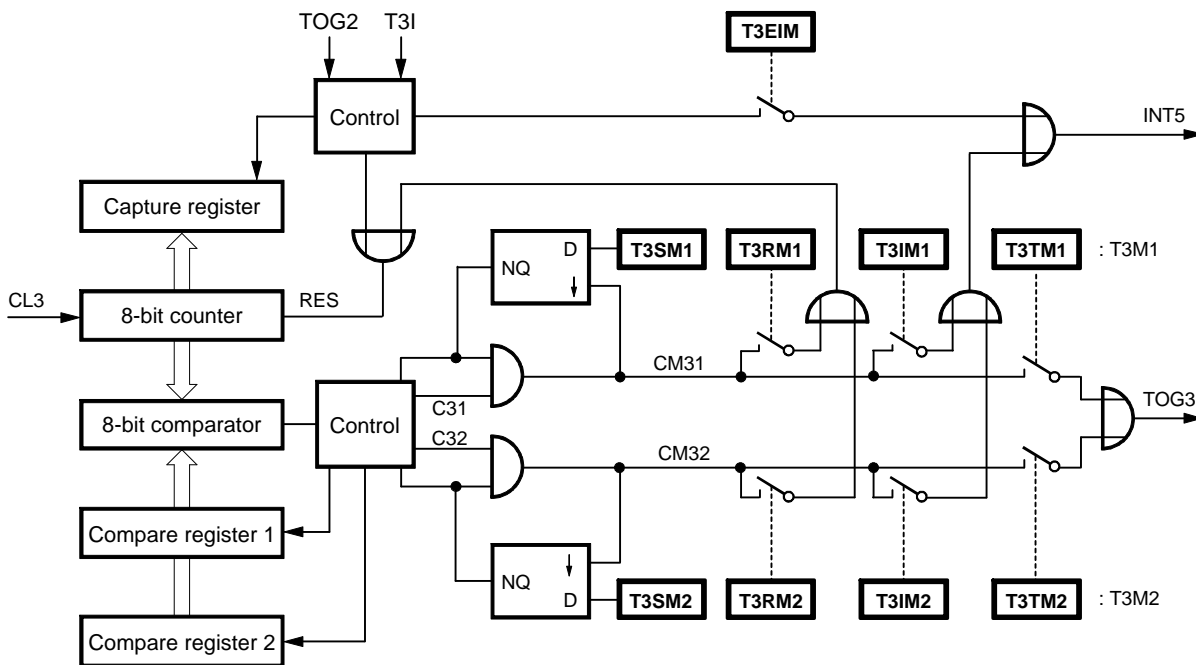 TOG2 T3I T3EIM
Control
INT5
Capture register
D T3SM1 T3RM1 T3IM1 T3TM1 : T3M1
NQ
CL3 8-bit counter RES
CM31
C31
8-bit comparator Control TOG3
C32
CM32
Compare register 1
NQ
D T3SM2 T3RM2 T3IM2 T3TM2 : T3M2
Compare register 2